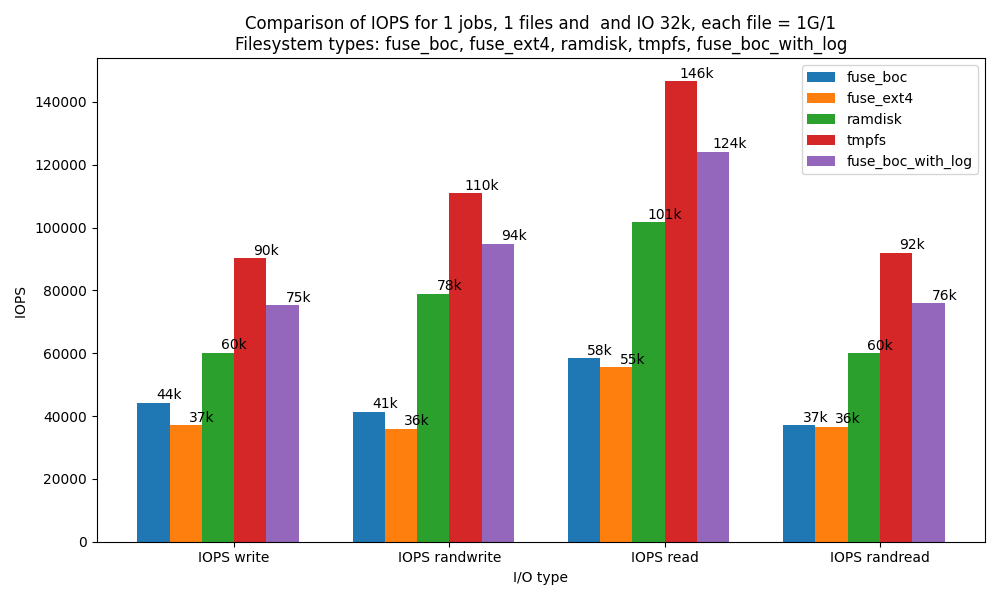 Comparison of IOPS for 1 jobs, 1 files and  and IO 32k, each file = 1G/1
Filesystem types: fuse_boc, fuse_ext4, ramdisk, tmpfs, fuse_boc_with_log
fuse_boc
fuse_ext4
ramdisk
tmpfs
fuse_boc_with_log
IOPS
140000
120000
100000
80000
60000
40000
20000
0
44k
37k
60k
90k
75k
41k
36k
78k
110k
94k
58k
55k
101k
146k
124k
37k
36k
60k
92k
76k
IOPS write
IOPS randwrite
IOPS read
IOPS randread
I/O type